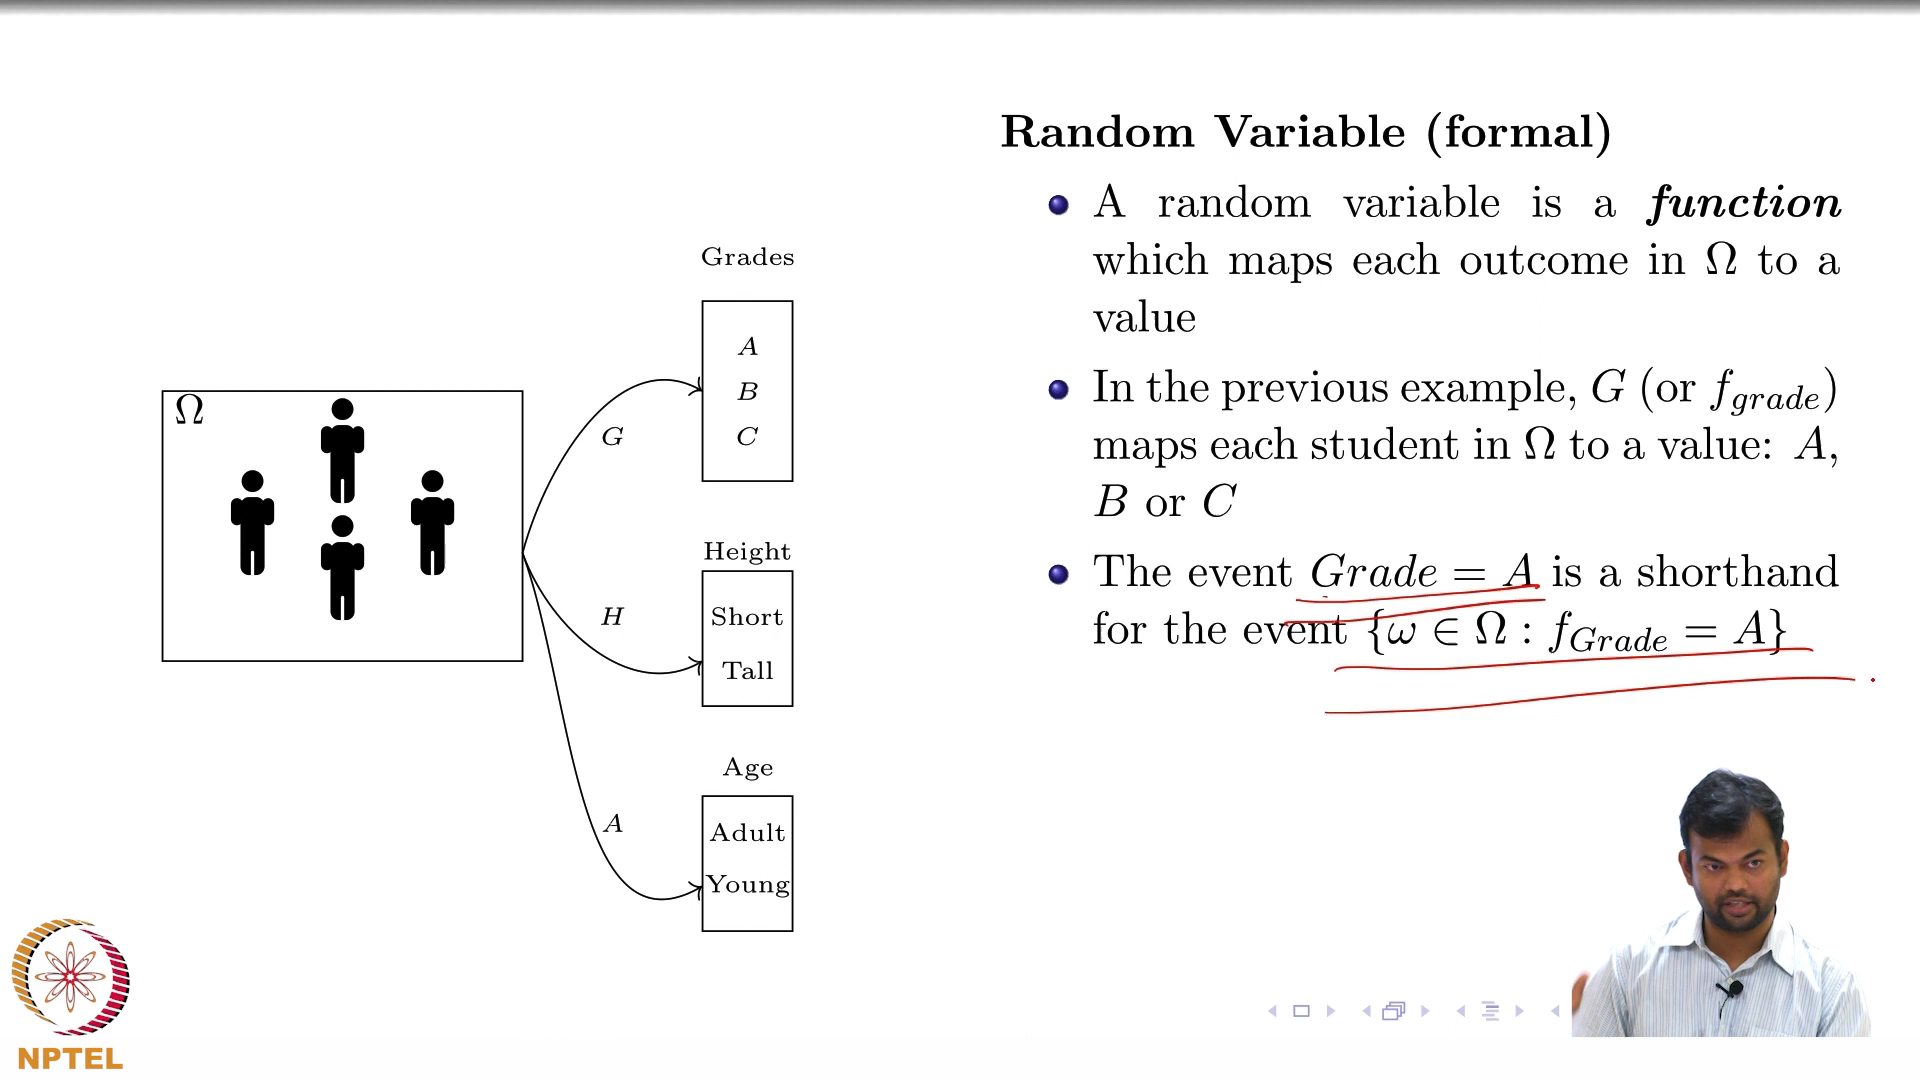 Random Variable (formal)
A random variable is a function
which maps each outcome in Ω to a
value
In the previous example, G (or f_grade)
maps each student in Ω to a value: A,
B or C
The event Grade = A is a shorthand
for the event {ω ∈ Ω : f_Grade = A}
Ω
Grades
A
B
C
G
Height
Short
Tall
H
Age
Adult
Young
A
NPTEL